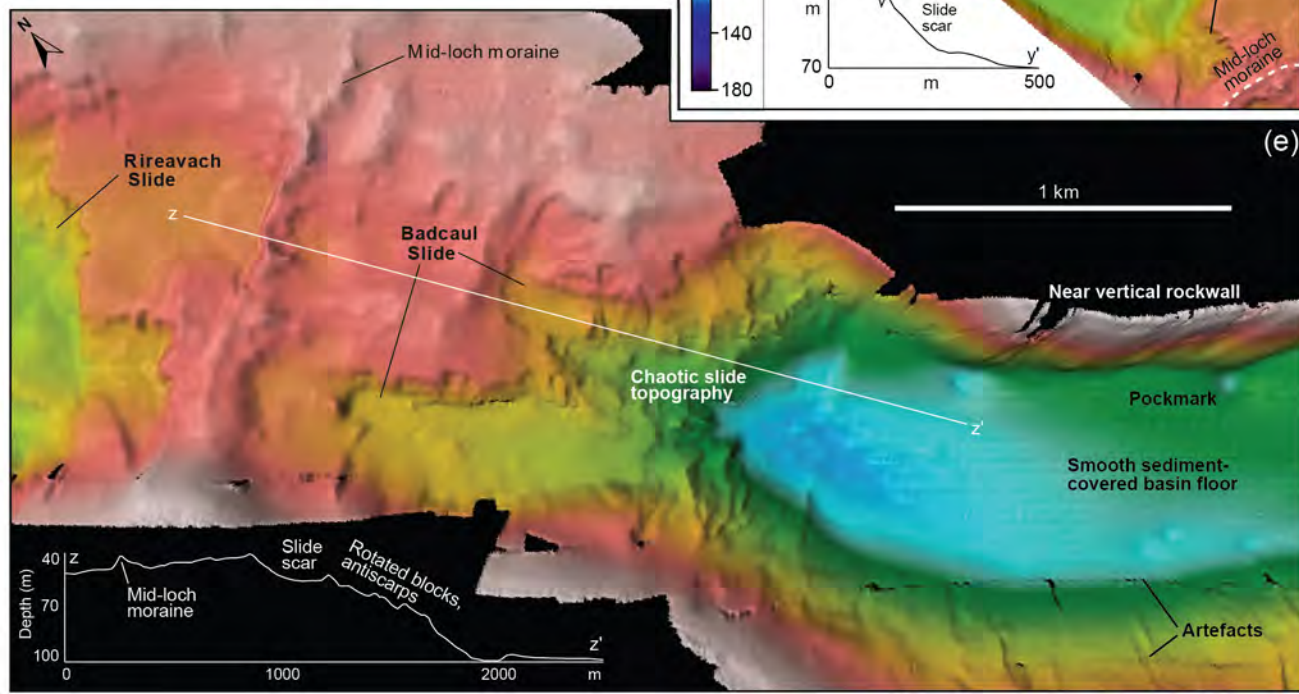 N
Mid-loch moraine
Rireavach
Slide
z
Badcaul
Slide
Chaotic slide
topography
z'
140
180
m
70
Slide
scar
y'
0
m
500
Mid-loch
moraine
(e)
1 km
Near vertical rockwall
Pockmark
Smooth sediment-
covered basin floor
Artefacts
Depth (m)
40
70
100
z
Mid-loch
moraine
Slide
scar
Rotated blocks,
antiscarps
z'
0
1000
2000
m